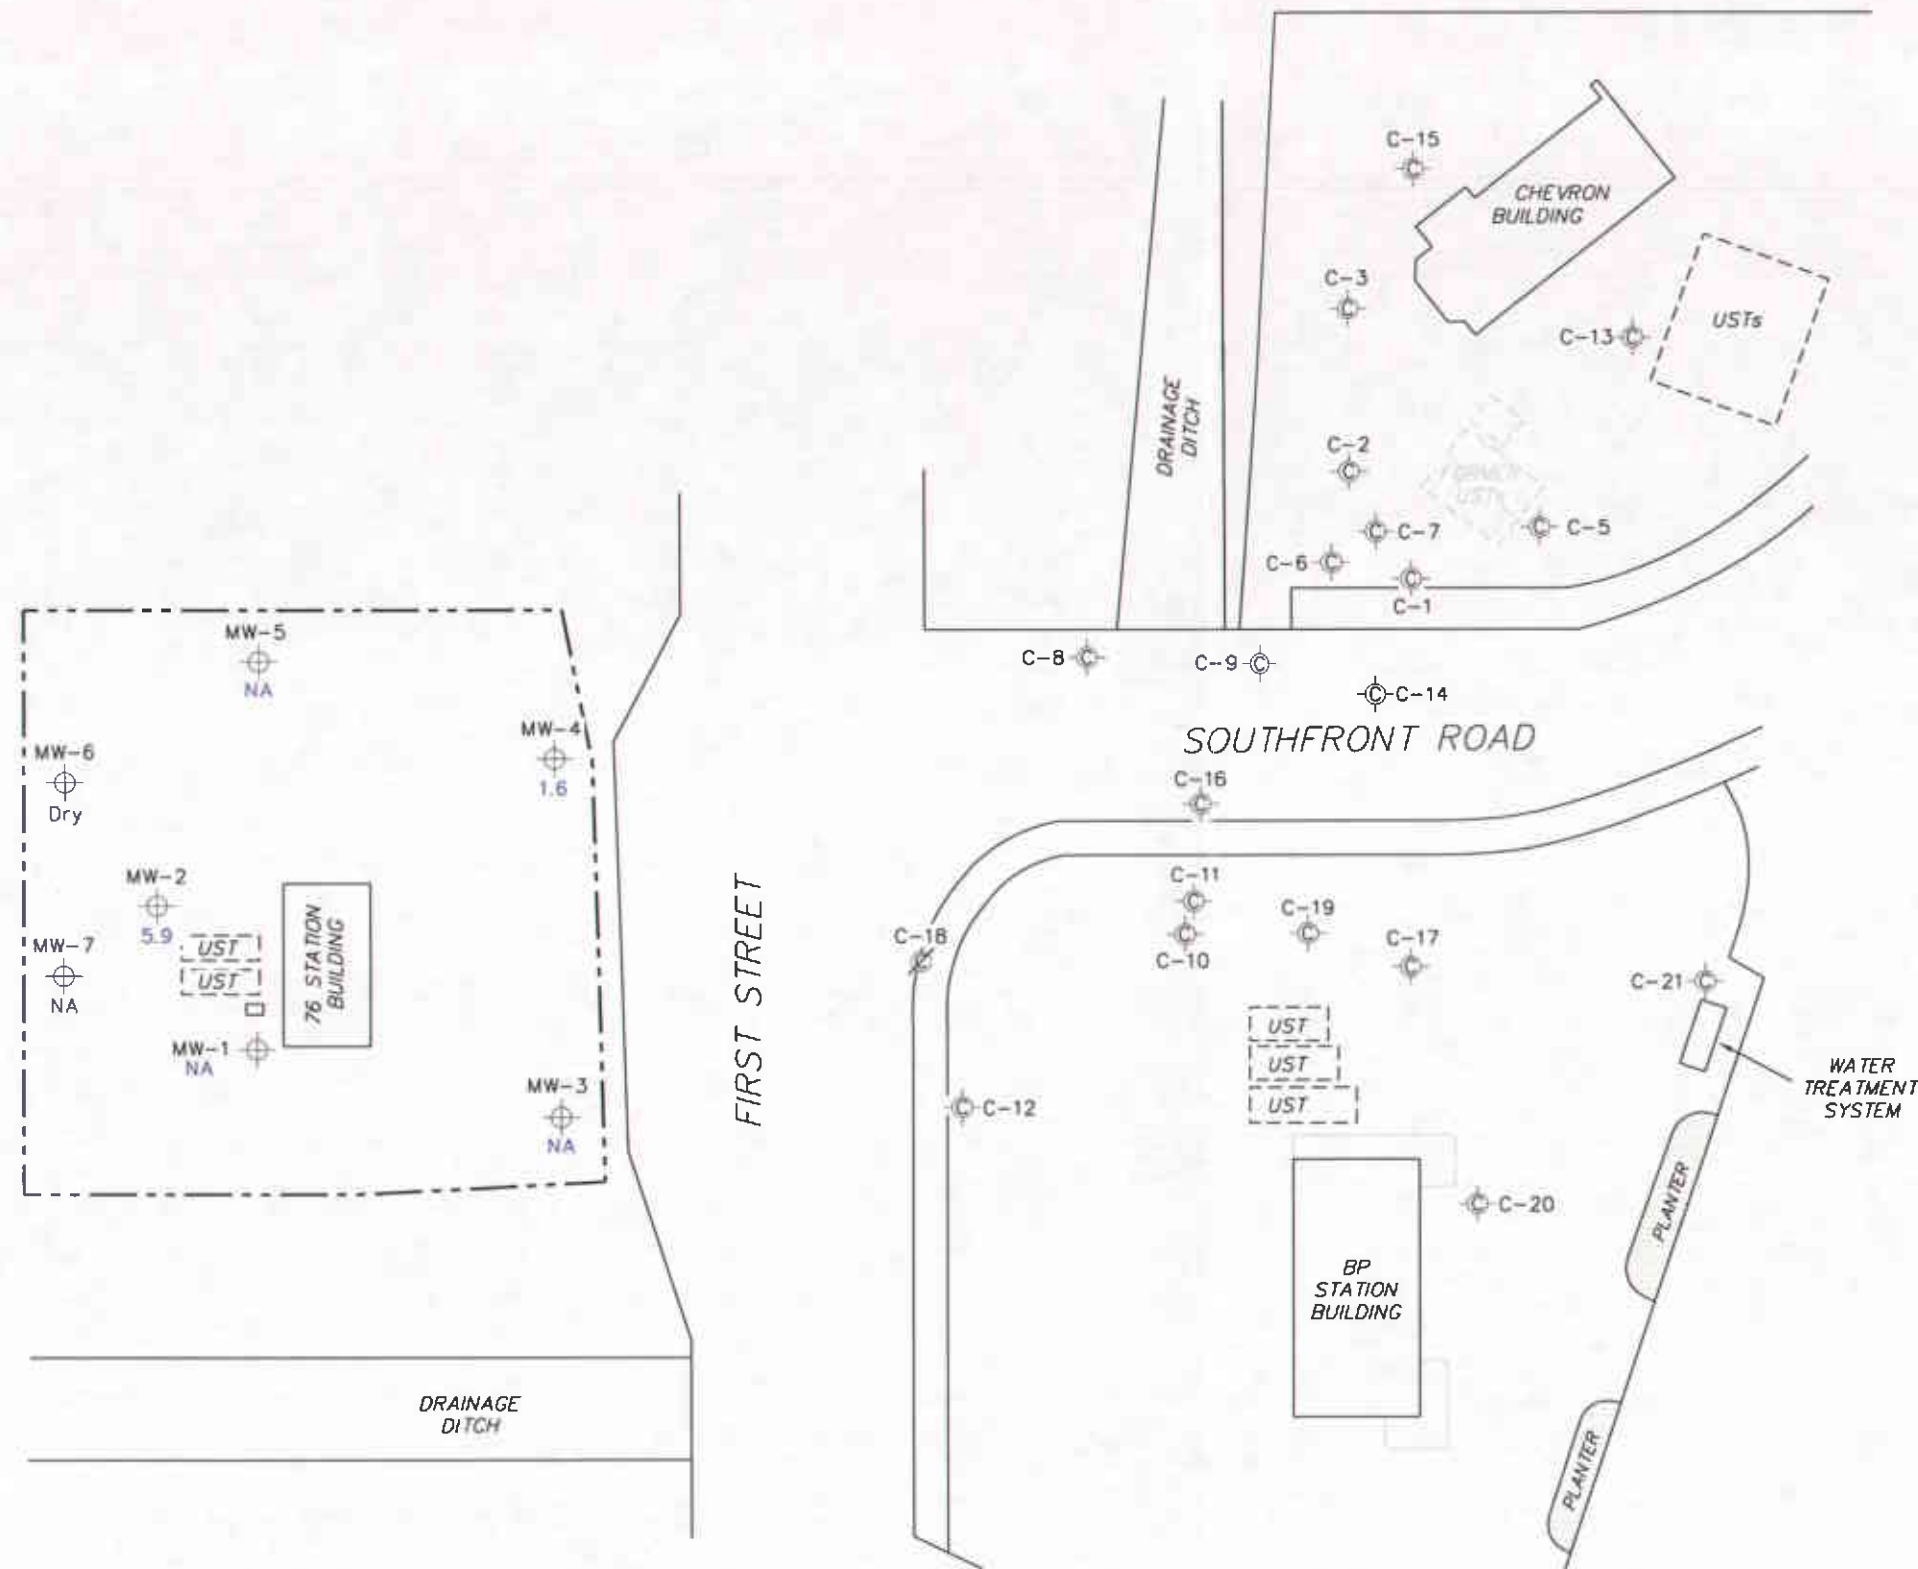 C-15
CHEVRON
BUILDING
C-3
USTs
C-13
DRAINAGE
DITCH
C-2
C-7
C-5
C-6
C-1
MW-5
NA
C-8
C-9
C-14
MW-4
1.6
SOUTHFRONT ROAD
MW-6
Dry
C-16
MW-2
5.9
C-11
C-19
C-18
C-10
C-17
MW-7
NA
UST
UST
76 STATION
BUILDING
FIRST STREET
C-21
UST
UST
UST
MW-1
NA
WATER
TREATMENT
SYSTEM
MW-3
NA
C-12
PLANTER
C-20
BP
STATION
BUILDING
DRAINAGE
DITCH
PLANTER